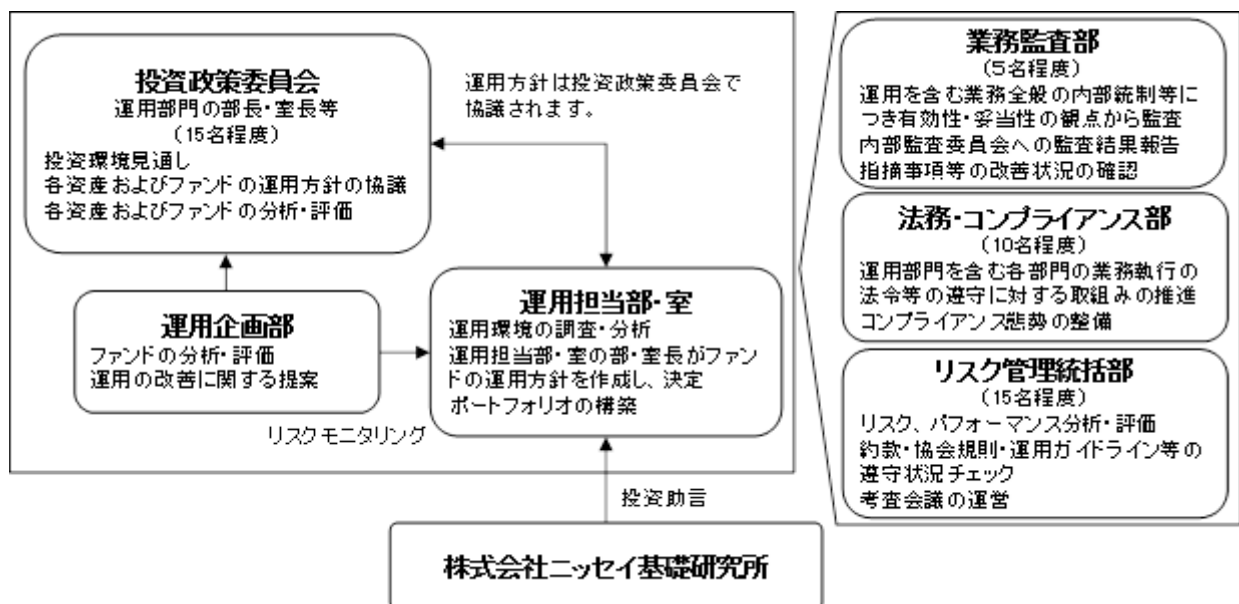 投資政策委員会
運用部門の部長・室長等
(15名程度)
投資環境見通し
各資産およびファンドの運用方針の協議
各資産およびファンドの分析・評価
運用方針は投資政策委員会で
協議されます。
運用企画部
ファンドの分析・評価
運用の改善に関する提案
リスクモニタリング
運用担当部・室
運用環境の調査・分析
運用担当部・室の部・室長がファン
ドの運用方針を作成し、決定
ポートフォリオの構築
投資助言
株式会社ニッセイ基礎研究所
業務監査部
(5名程度)
運用を含む業務全般の内部統制等に
つき有効性・妥当性の観点から監査
内部監査委員会への監査結果報告
指摘事項等の改善状況の確認
法務・コンプライアンス部
(10名程度)
運用部門を含む各部門の業務執行の
法令等の遵守に対する取組みの推進
コンプライアンス態勢の整備
リスク管理統括部
(15名程度)
リスク、パフォーマンス分析・評価
約款・協会規則・運用ガイドライン等の
遵守状況チェック
考査会議の運営